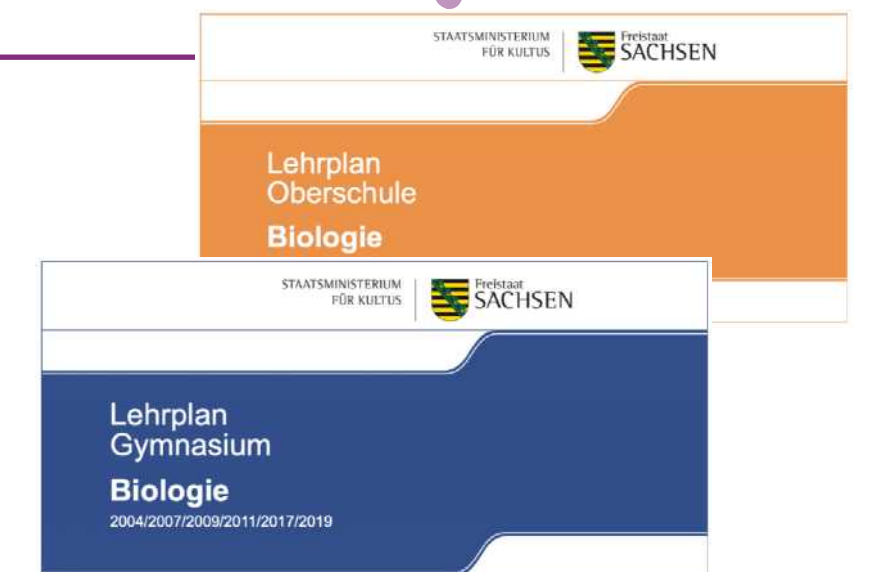 STAATSMINISTERIUM
FÜR KULTUS
Freistaat
SACHSEN
Lehrplan
Oberschule
Biologie
STAATSMINISTERIUM
FÜR KULTUS
Freistaat
SACHSEN
Lehrplan
Gymnasium
Biologie
2004/2007/2009/2011/2017/2019